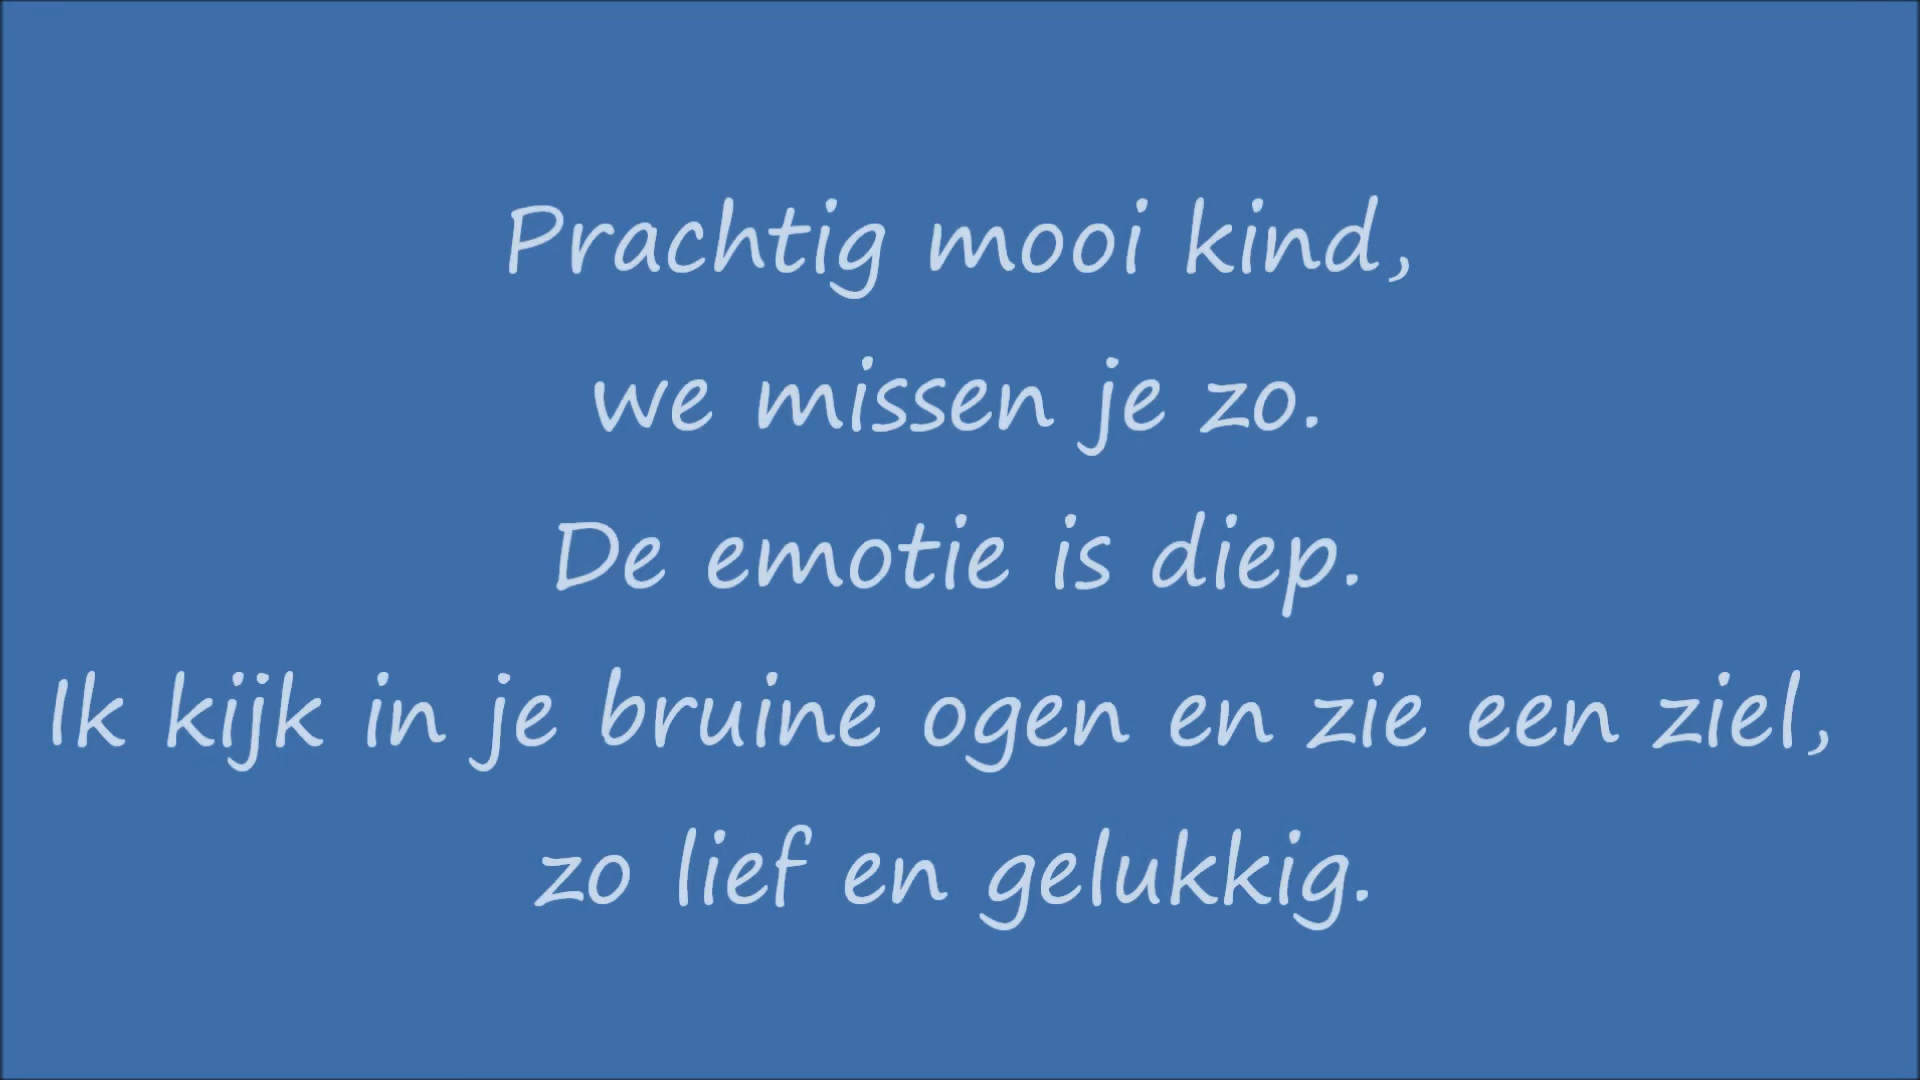 Prachtig mooi kind,
we missen je zo.
De emotie is diep.
Ik kijk in je bruine ogen en zie een ziel,
zo lief en gelukkig.